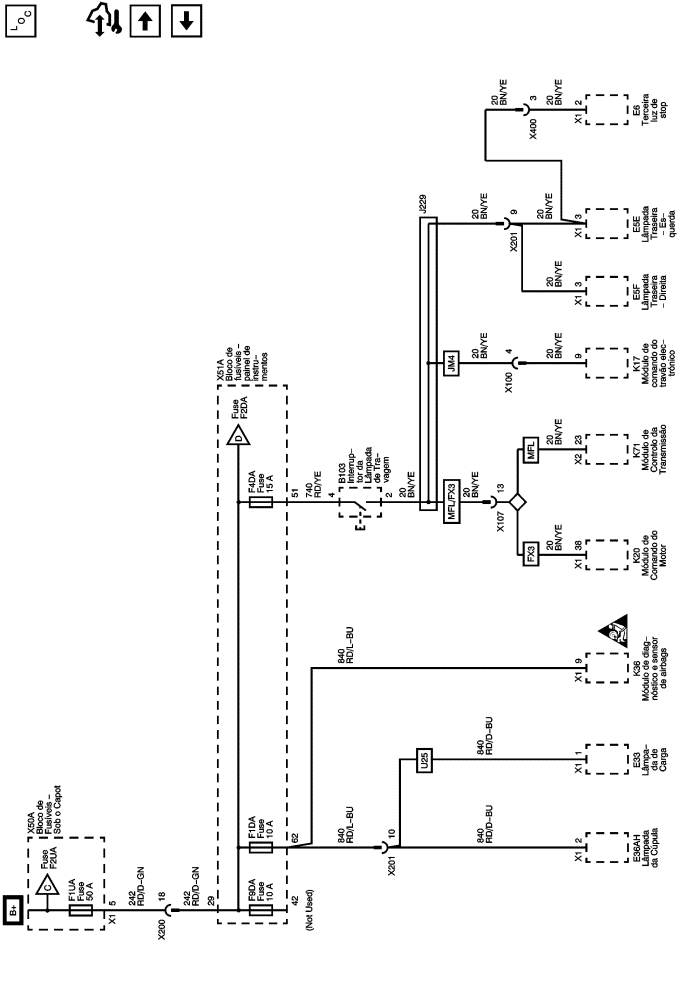 LOC
B+
X50A
Bloco de
Fusíveis –
Sob o Capot
Fuse
F2UA
C
F1UA
Fuse
50 A
5
X1
242
RD/D-GN
18
X200
242
RD/D-GN
29
X51A
Bloco de
fusíveis –
painel de
instru-
mentos
Fuse
F2DA
D
F9DA
Fuse
10 A
42
(Not Used)
F1DA
Fuse
10 A
62
F4DA
Fuse
15 A
51
740
RD/YE
4
B103
Interrup-
tor da
Lâmpada
de Tra-
vagem
2
20
BN/YE
J229
840
RD/L-BU
840
RD/L-BU
10
X201
U25
840
RD/D-BU
840
RD/D-BU
MFL/FX3
20
BN/YE
13
X107
FX3
20
BN/YE
MFL
20
BN/YE
JM4
20
BN/YE
4
X100
20
BN/YE
20
BN/YE
9
X201
20
BN/YE
20
BN/YE
20
BN/YE
3
X400
20
BN/YE
2
X1
E36AH
Lâmpada
da Cúpula
1
X1
E33
Lâmpa-
da de
Carga
9
X1
K36
Módulo de diag-
nóstico e sensor
de airbags
38
X1
K20
Módulo de
Comando do
Motor
23
X2
K71
Módulo de
Controlo da
Transmissão
9
K17
Módulo de
comando do
travão elec-
trónico
3
X1
E5F
Lâmpada
Traseira
– Direita
3
X1
E5E
Lâmpada
Traseira
– Es-
querda
2
X1
E6
Terceira
luz de
stop